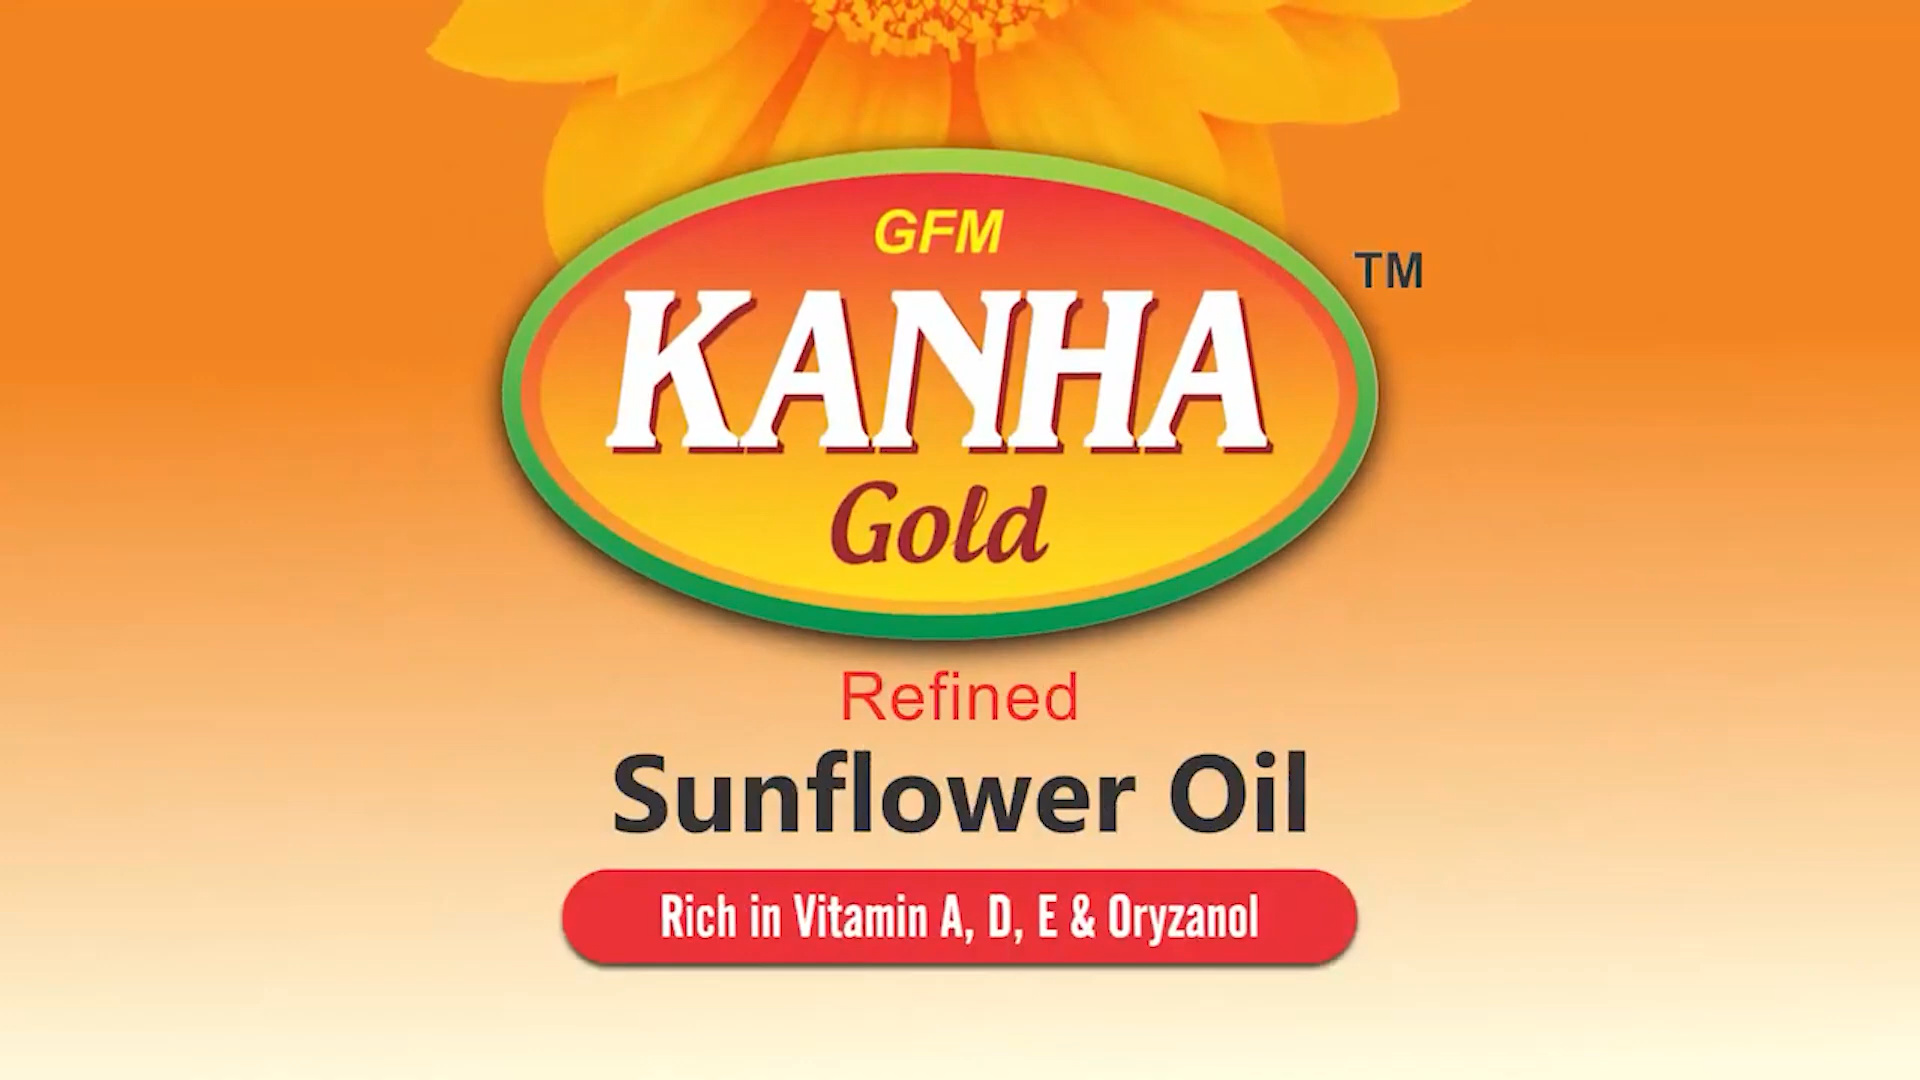 GFM
KANHA
TM
Gold
Refined
Sunflower Oil
Rich in Vitamin A, D, E & Oryzanol